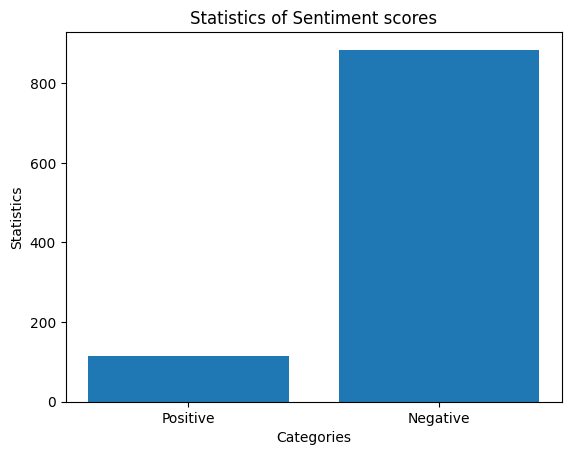 Statistics of Sentiment scores
800
600
400
200
0
Statistics
Positive
Negative
Categories